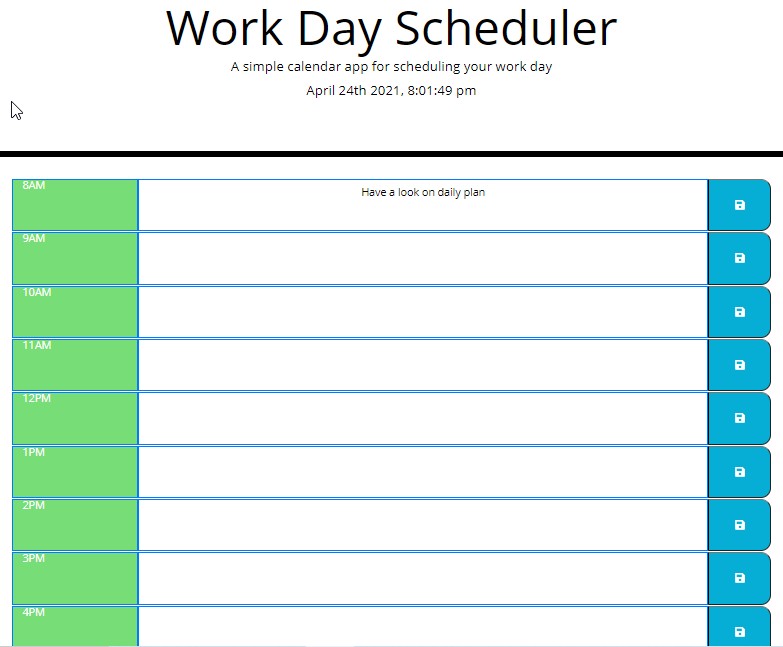 Work Day Scheduler
A simple calendar app for scheduling your work day
April 24th 2021, 8:01:49 pm
8AM
Have a look on daily plan
9AM
10AM
11AM
12PM
1PM
2PM
3PM
4PM